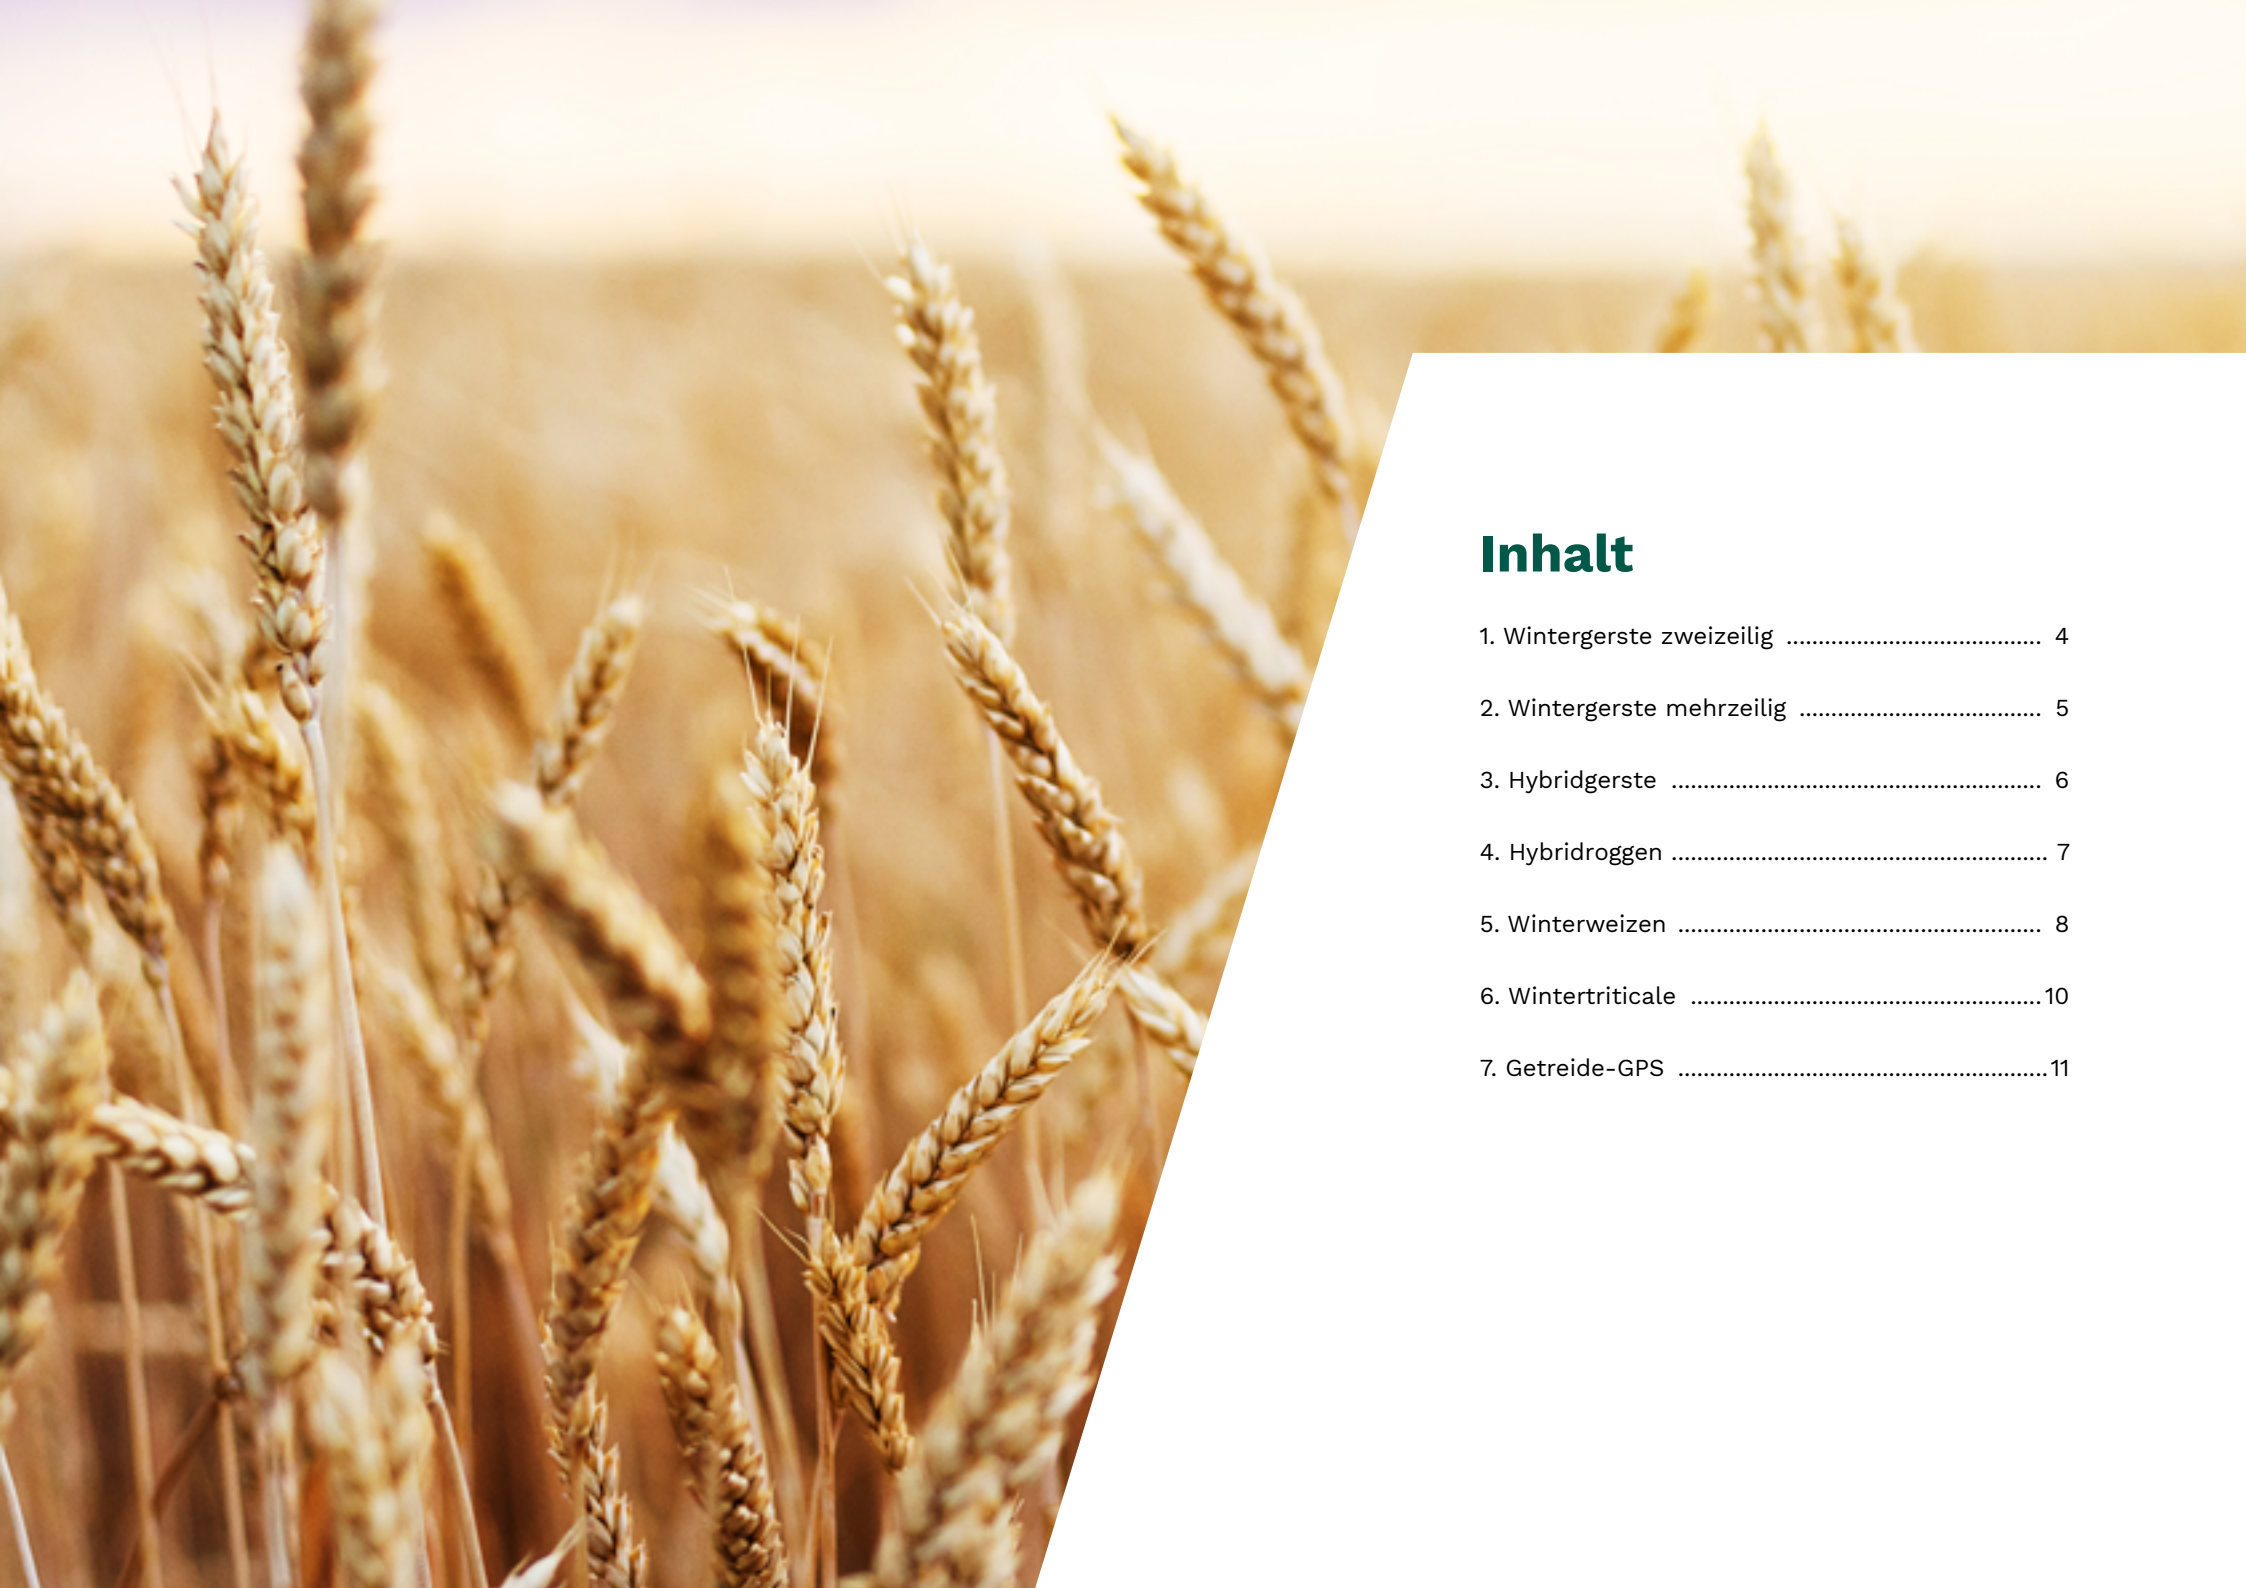 Inhalt
1. Wintergerste zweizeilig ........................................ 4
2. Wintergerste mehrzeilig ...................................... 5
3. Hybridgerste .......................................................... 6
4. Hybridroggen ........................................................... 7
5. Winterweizen ......................................................... 8
6. Wintertriticale ....................................................... 10
7. Getreide-GPS .......................................................... 11